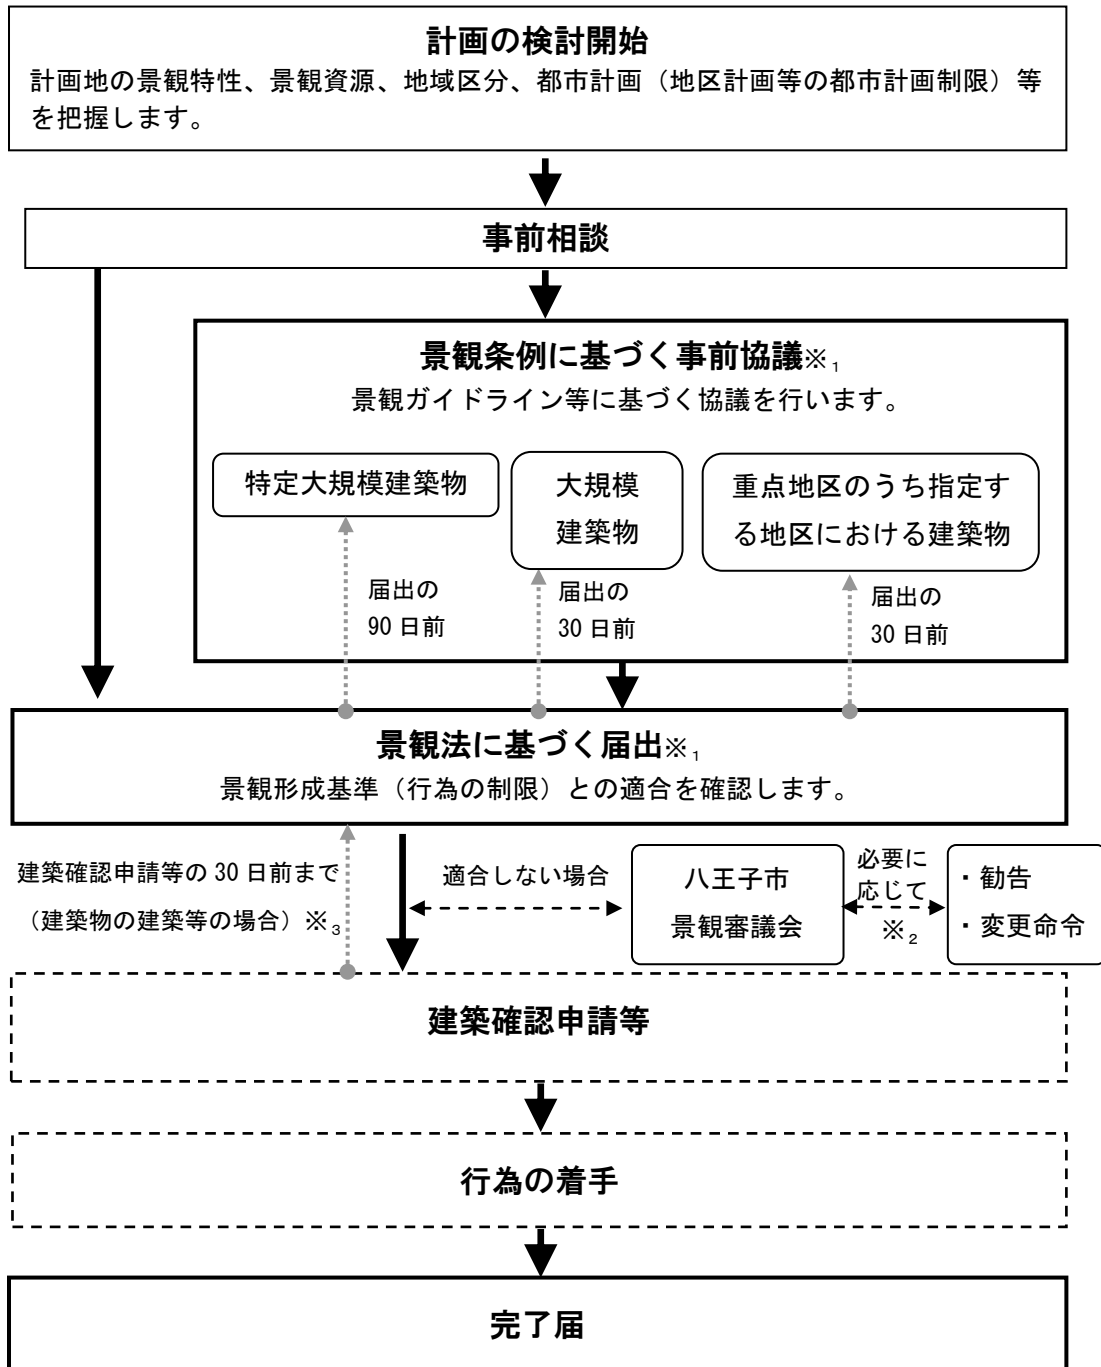 計画の検討開始
計画地の景観特性、景観資源、地域区分、都市計画（地区計画等の都市計画制限）等
を把握します。
事前相談
景観条例に基づく事前協議※₁
景観ガイドライン等に基づく協議を行います。
特定大規模建築物
大規模
建築物
重点地区のうち指定す
る地区における建築物
届出の
90 日前
届出の
30 日前
届出の
30 日前
景観法に基づく届出※₁
景観形成基準（行為の制限）との適合を確認します。
建築確認申請等の 30 日前まで
（建築物の建築等の場合）※₃
適合しない場合
八王子市
景観審議会
必要に
応じて
※₂
・勧告
・変更命令
建築確認申請等
行為の着手
完了届